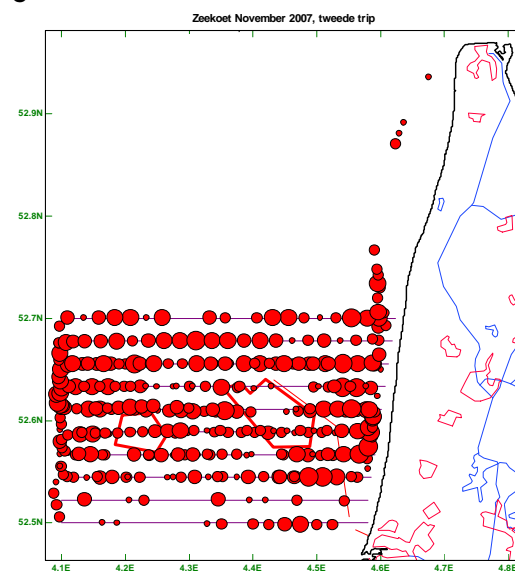 Zeekoet November 2007, tweede trip
52.9N
52.8N
52.7N
52.6N
52.5N
4.1E 4.2E 4.3E 4.4E 4.5E 4.6E 4.7E 4.8E